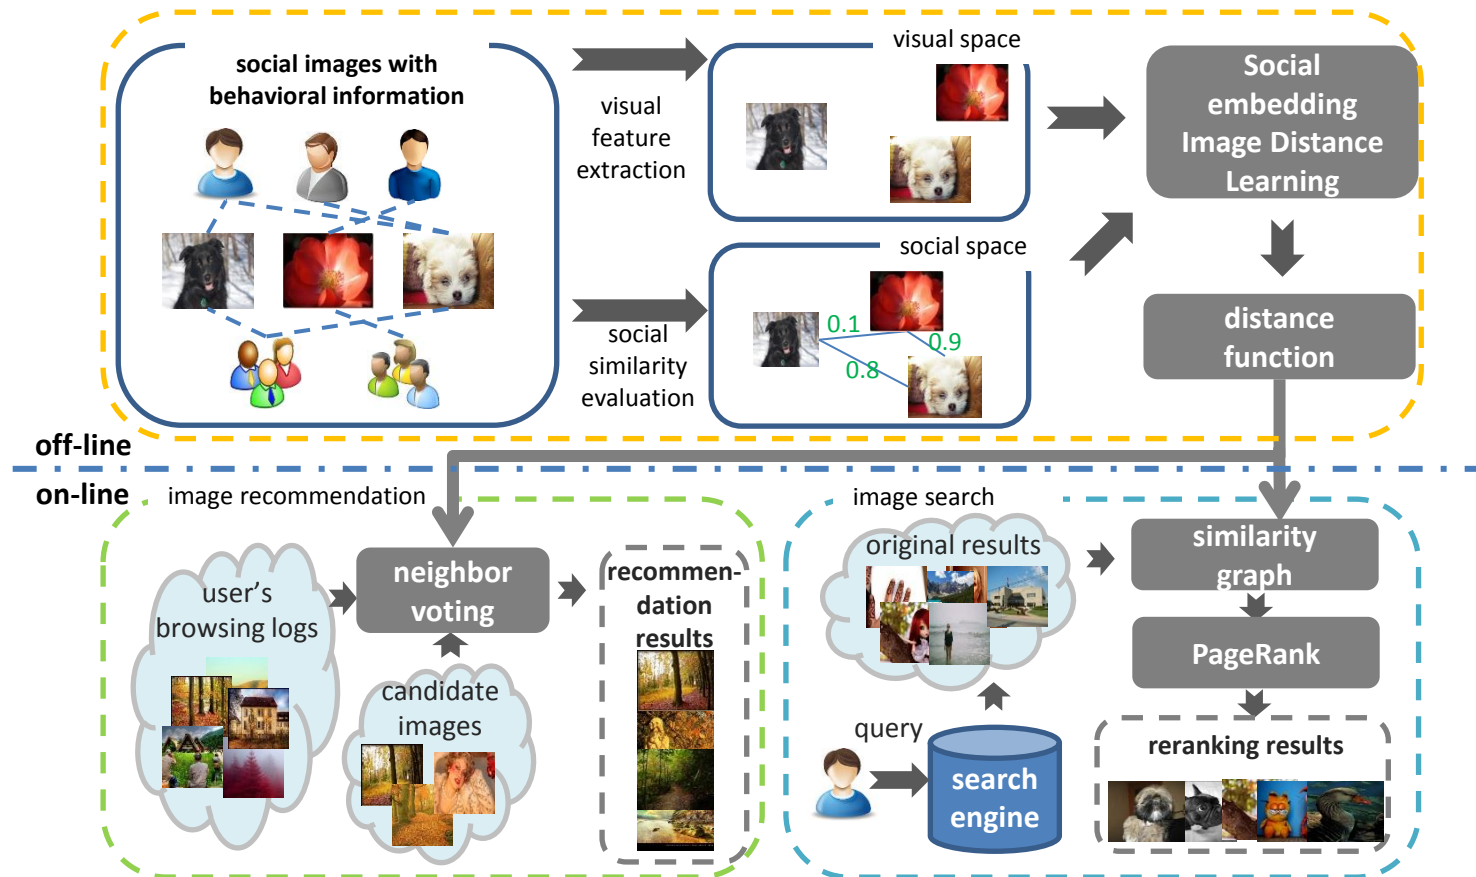 social images with
behavioral information
visual
feature
extraction
visual space
Social
embedding
Image Distance
Learning
social
similarity
evaluation
social space
0.1
0.9
0.8
distance
function
off-line
on-line
image recommendation
user's
browsing logs
neighbor
voting
candidate
images
recommen-
dation
results
image search
original results
query
search
engine
similarity
graph
PageRank
reranking results